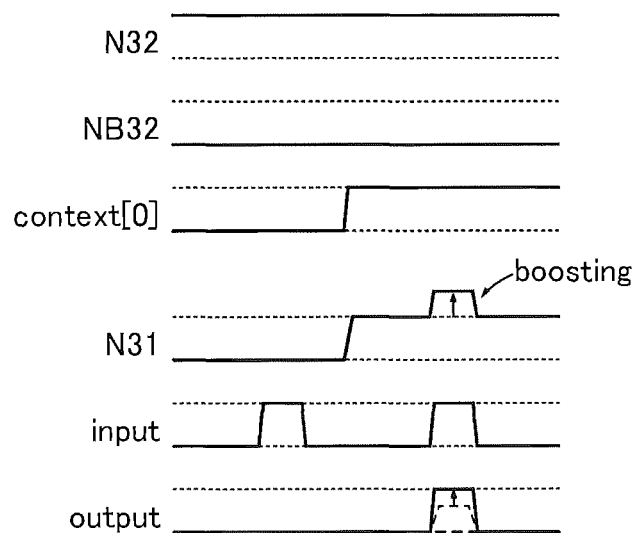 N32
NB32
context[0]
boosting
N31
input
output